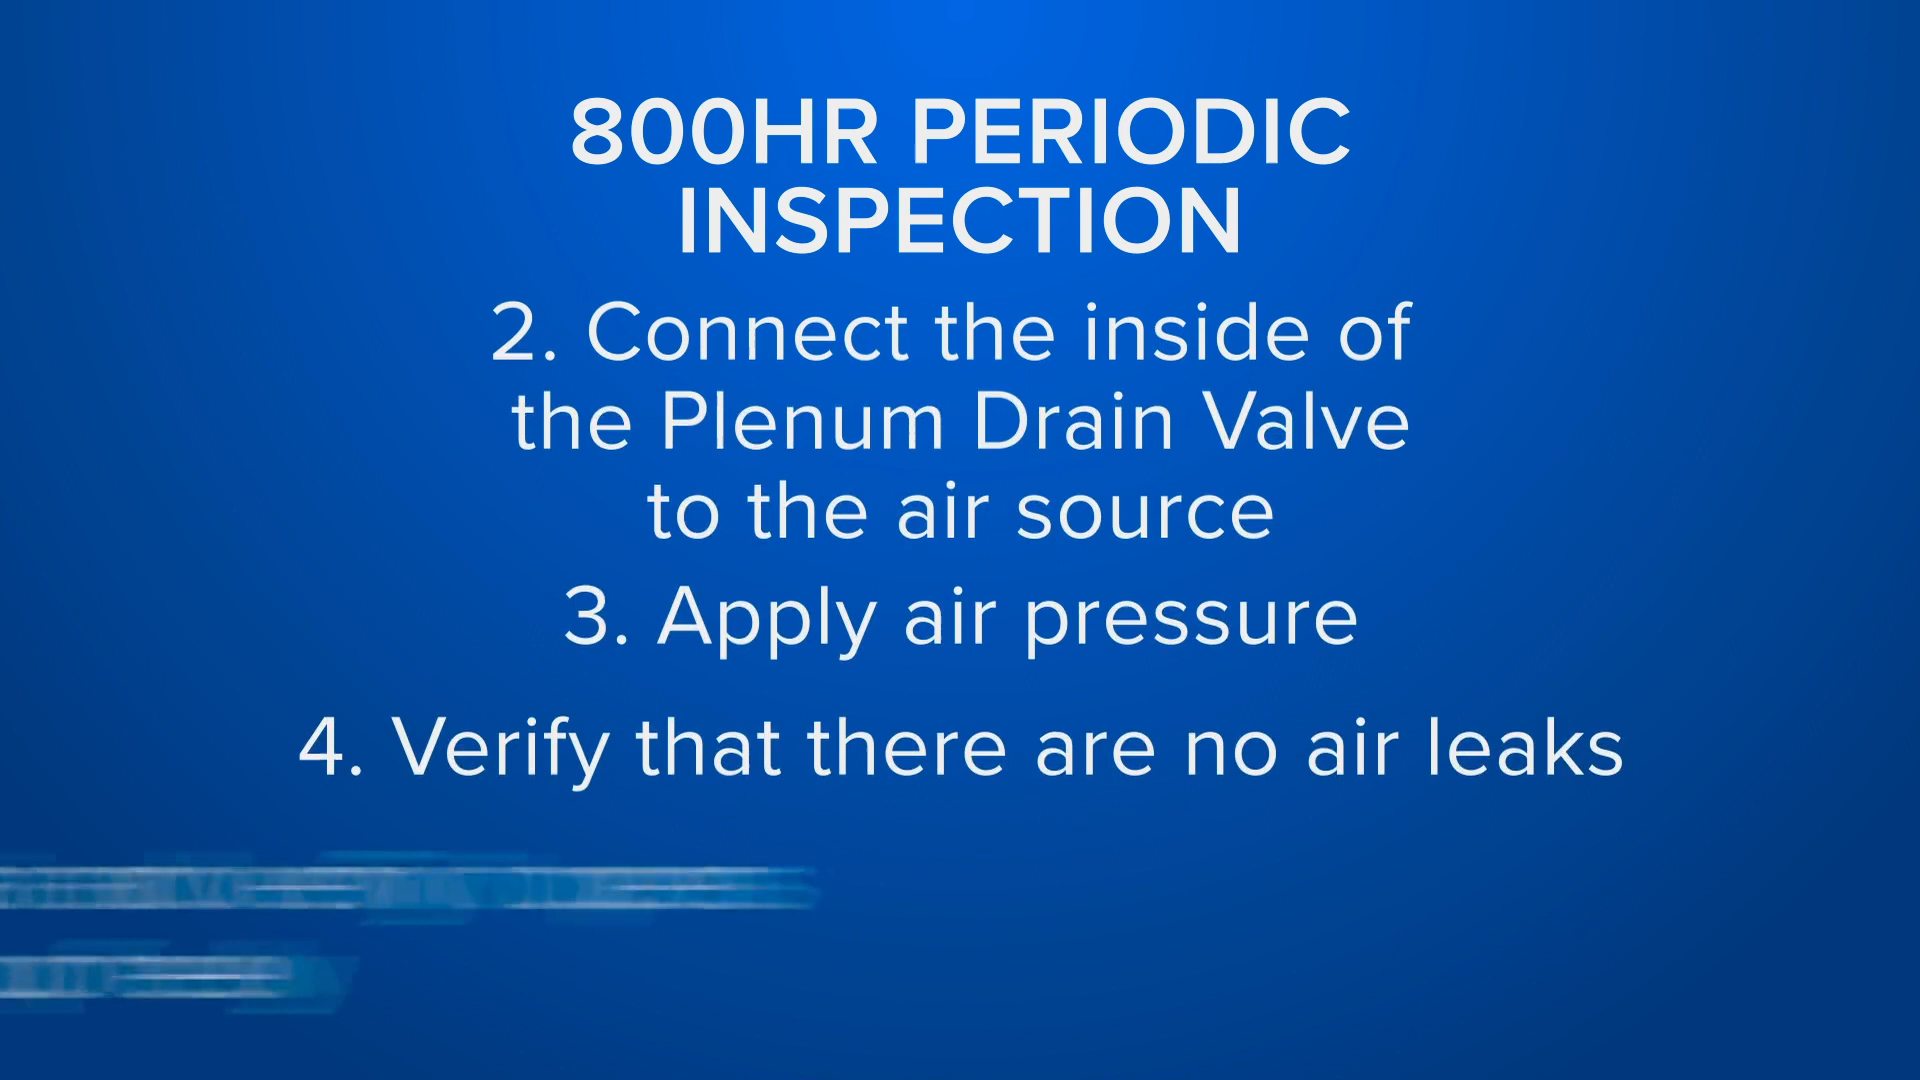 800HR PERIODIC
INSPECTION
2. Connect the inside of
the Plenum Drain Valve
to the air source
3. Apply air pressure
4. Verify that there are no air leaks